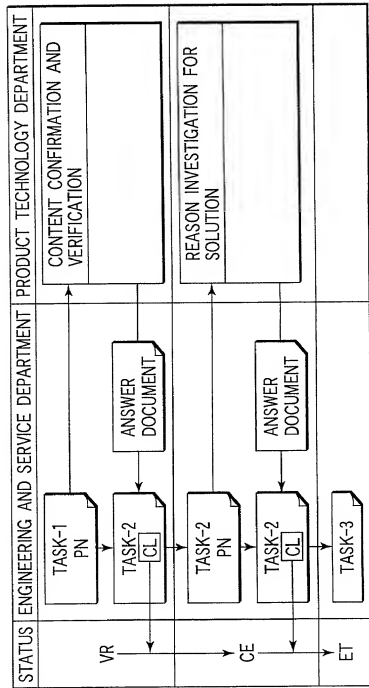 STATUS
ENGINEERING AND SERVICE DEPARTMENT
PRODUCT TECHNOLOGY DEPARTMENT
VR
TASK-1
PN
CONTENT CONFIRMATION AND
VERIFICATION
TASK-2
CL
ANSWER
DOCUMENT
CE
TASK-2
PN
REASON INVESTIGATION FOR
SOLUTION
TASK-2
CL
ANSWER
DOCUMENT
ET
TASK-3